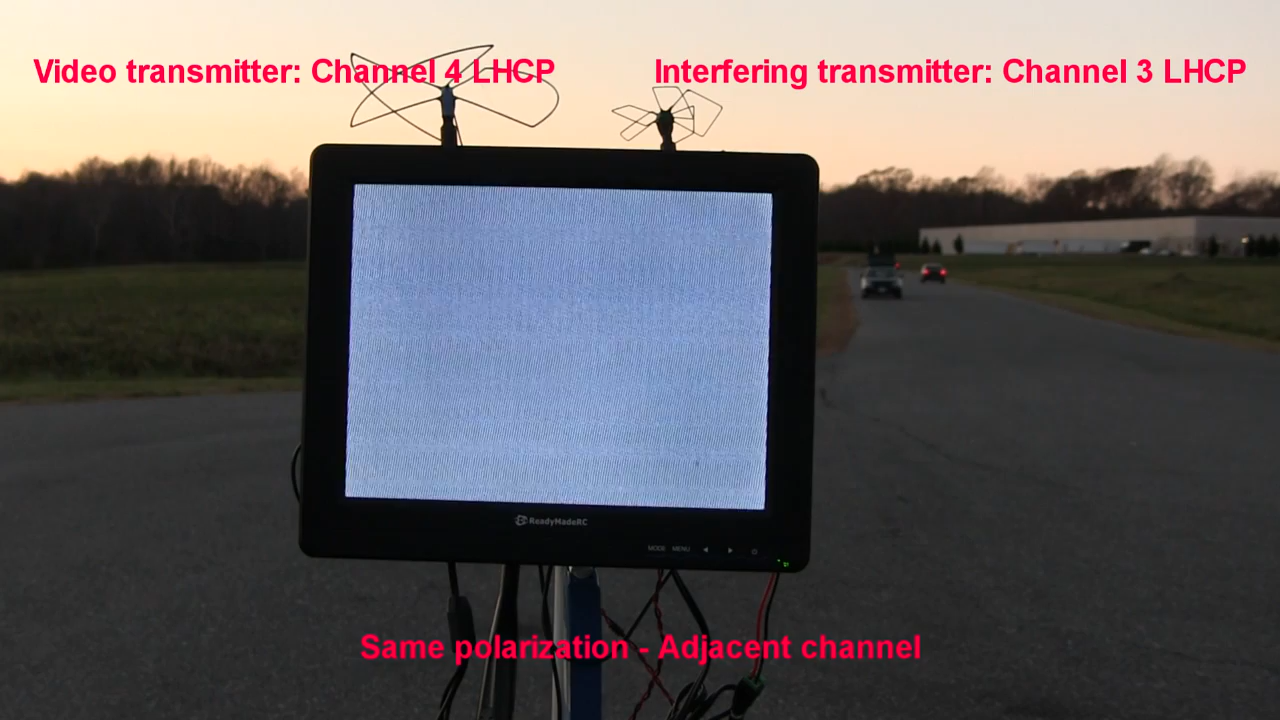 Video transmitter: Channel 4 LHCP
Interfering transmitter: Channel 3 LHCP
ReadyMadeRC
MODE MENU
Same polarization - Adjacent channel